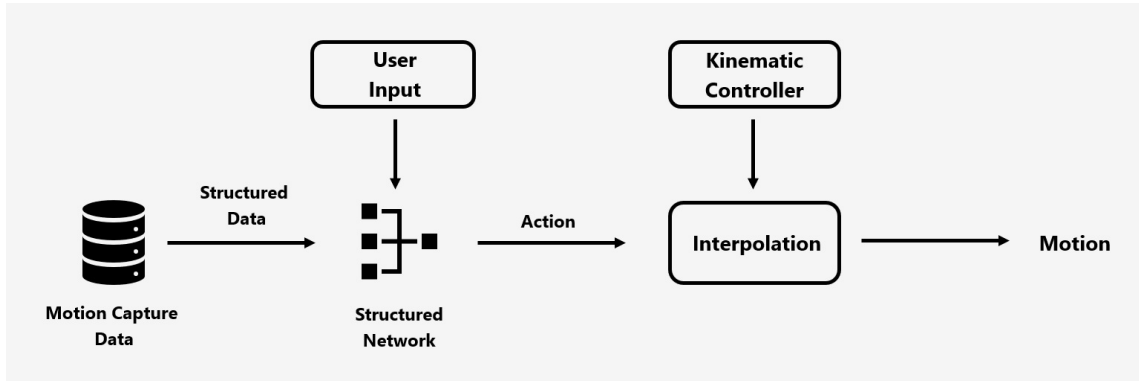 User
Input
Kinematic
Controller
Structured
Data
Action
Interpolation
Motion
Motion Capture
Data
Structured
Network